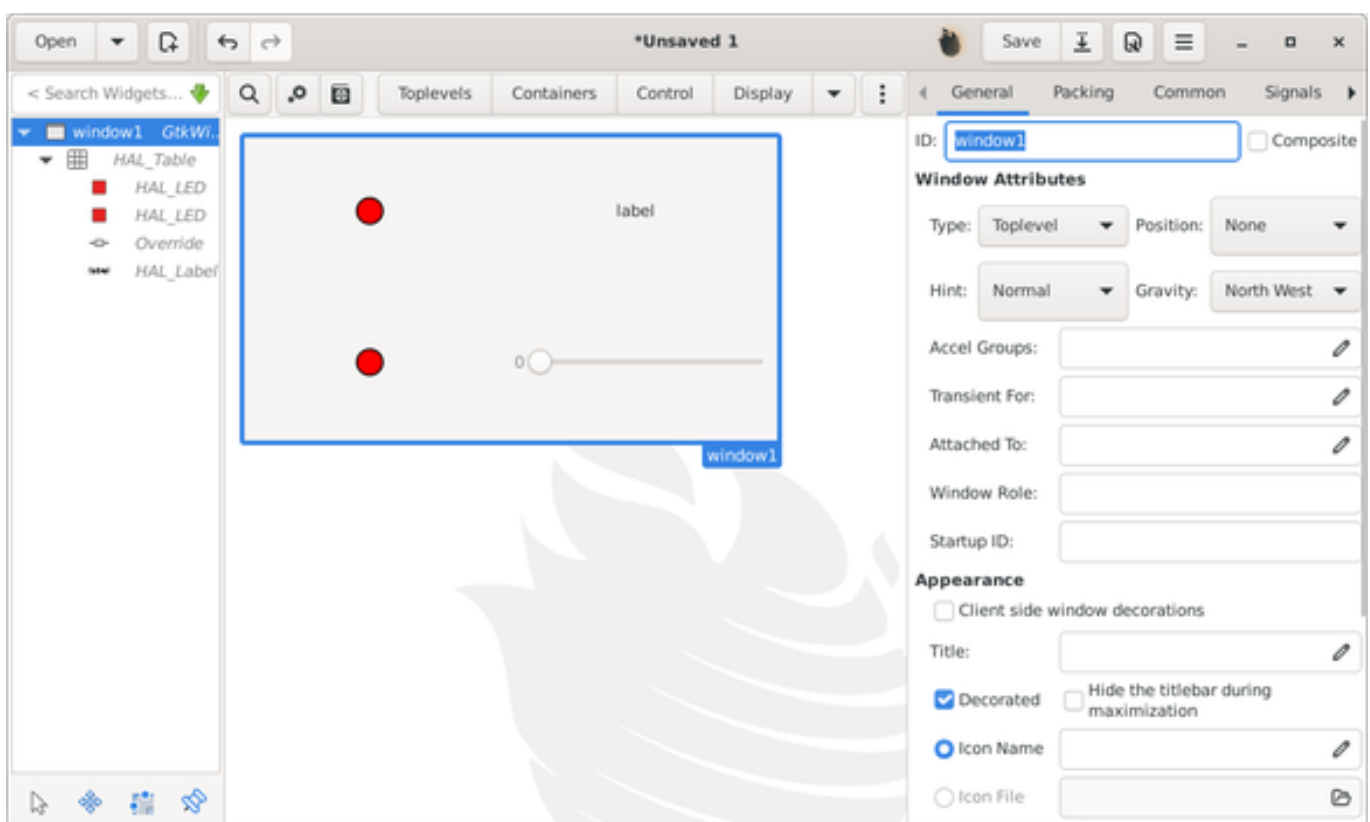 Open
*Unsaved 1
Save
< Search Widgets...
Toplevels Containers Control Display
General Packing Common Signals
window1 GtkWi..
HAL_Table
HAL_LED
HAL_LED
Override
HAL_Label
label
0
window1
ID: window1 Composite
Window Attributes
Type: Toplevel Position: None
Hint: Normal Gravity: North West
Accel Groups:
Transient For:
Attached To:
Window Role:
Startup ID:
Appearance
Client side window decorations
Title:
Decorated Hide the titlebar during
maximization
Icon Name
Icon File